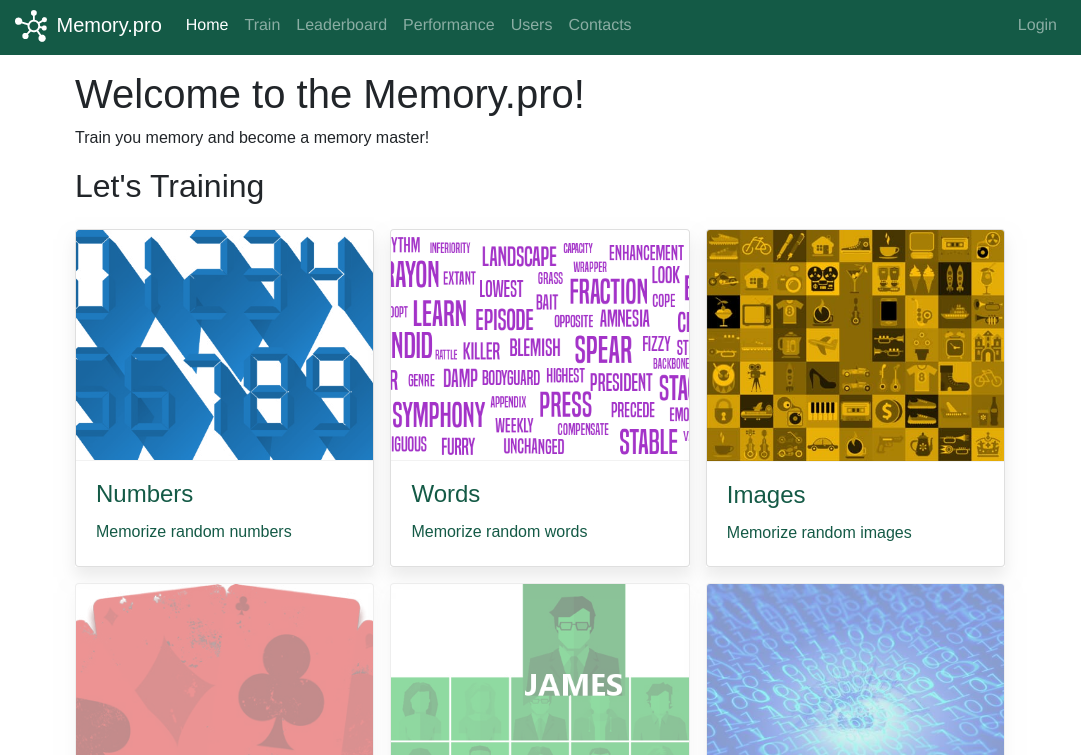 Memory.pro Home Train Leaderboard Performance Users Contacts Login
Welcome to the Memory.pro!
Train you memory and become a memory master!
Let's Training
YTHM INFERIORITY LANDSCAPE CAPACITY ENHANCEMENT
RAYON EXTANT LOWEST GRASS WRAPPER FRACTION LOOK
OPT LEARN EPISODE BAIT OPPOSITE AMNESIA COPE
NDID RATTLE KILLER BLEMISH SPEAR FIZZY
BACKBONE
GENRE DAMP BODYGUARD HIGHEST PRESIDENT STAG
SYMPHONY APPENDIX PRESS PRECEDE EMO
WEEKLY COMPENSATE
IGUOUS FURRY UNCHANGED STABLE
Numbers
Memorize random numbers
Words
Memorize random words
Images
Memorize random images
JAMES